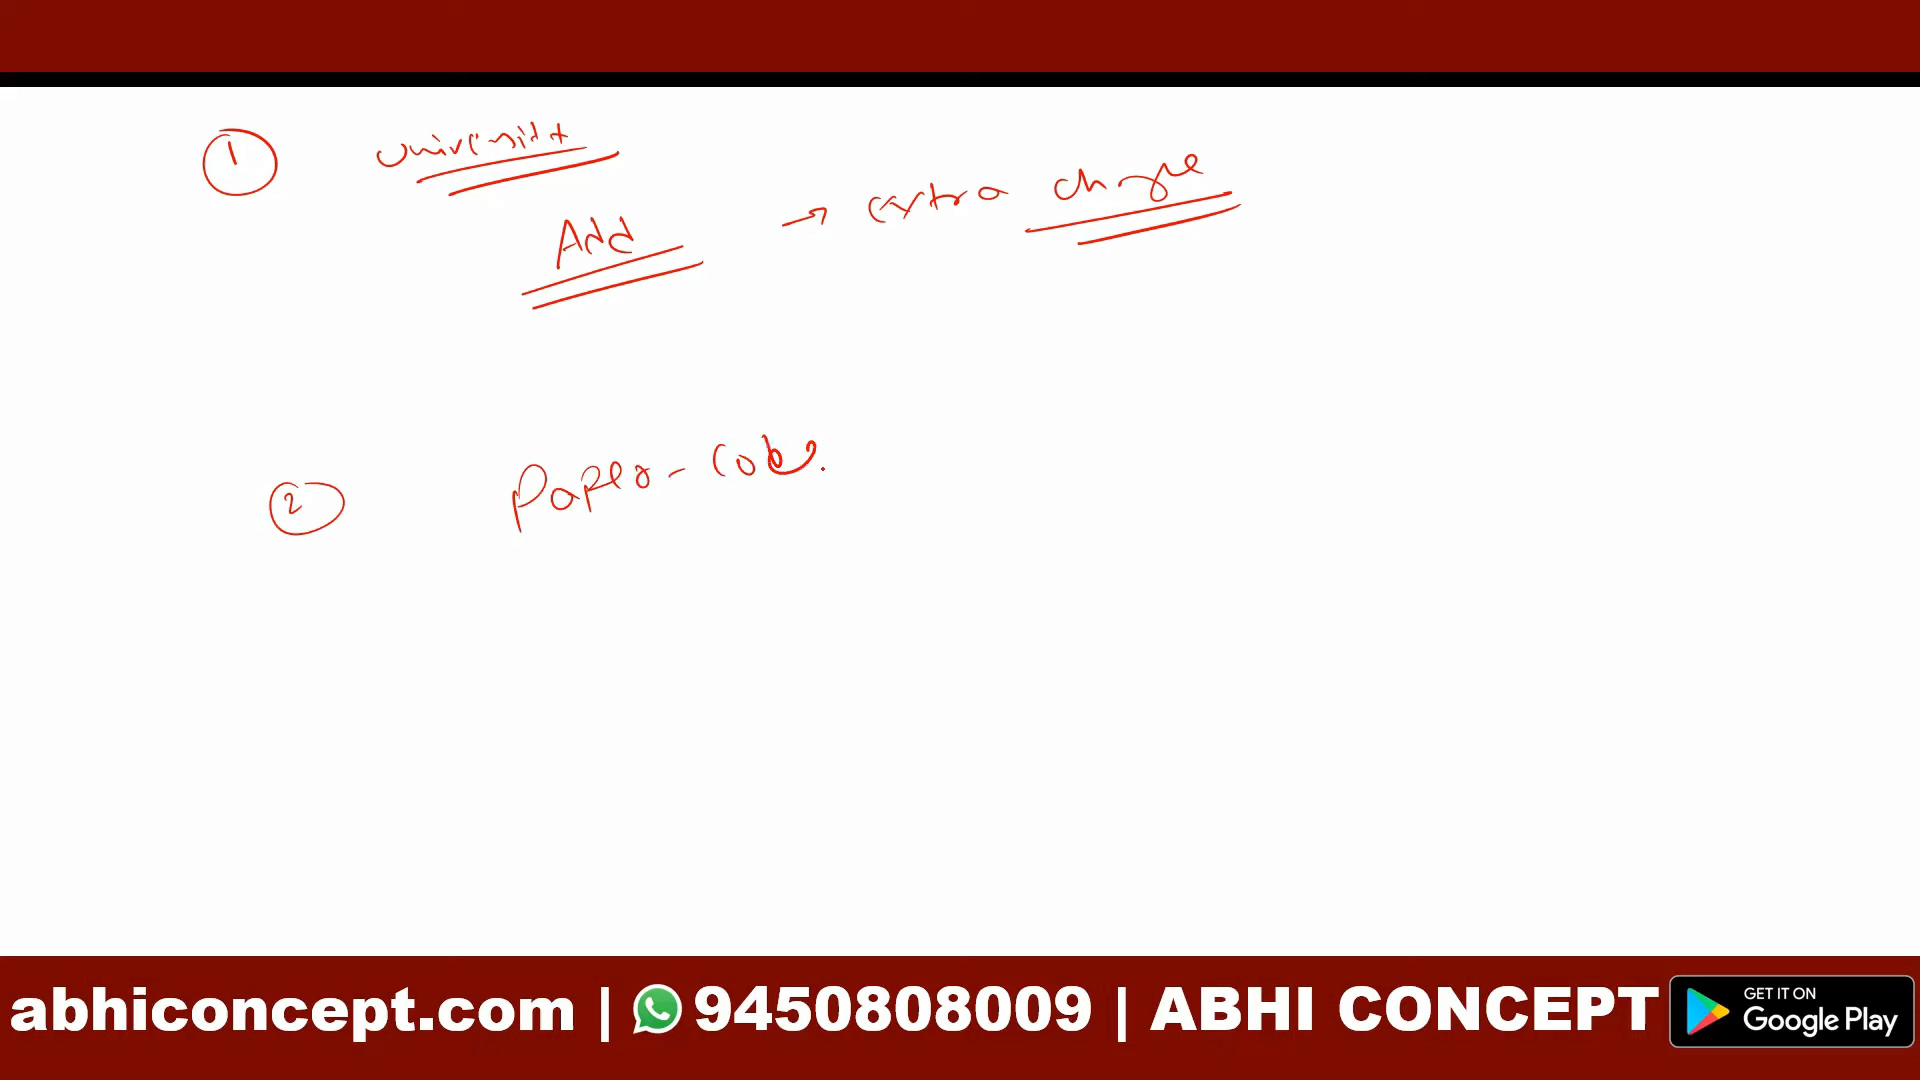 1 University
Add → extra charge
2 Paper - Code
abhiconcept.com | 9450808009 | ABHI CONCEPT
GET IT ON
Google Play